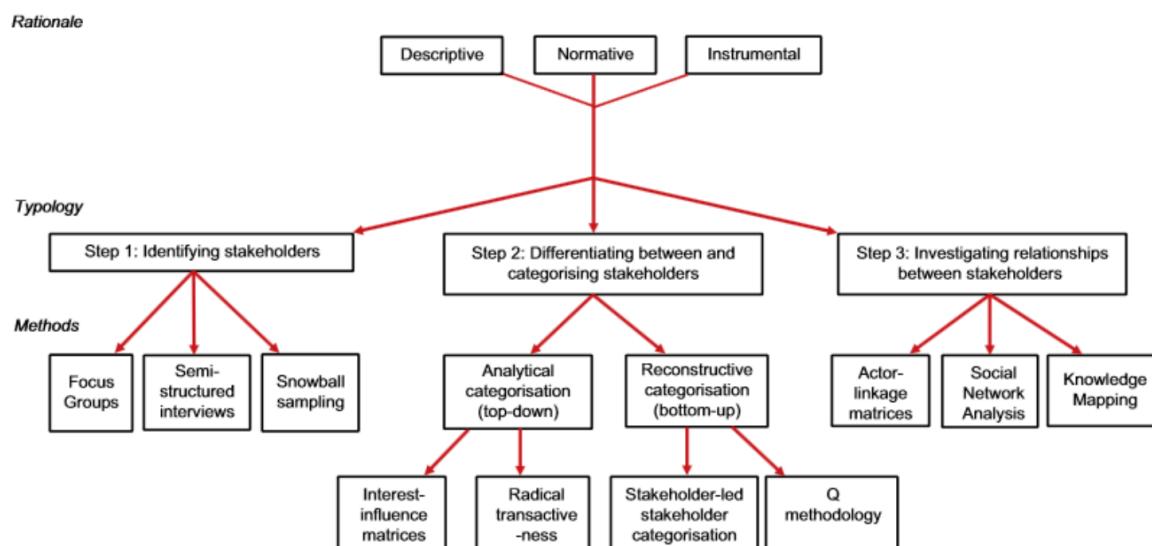 Rationale
Descriptive
Normative
Instrumental
Typology
Step 1: Identifying stakeholders
Step 2: Differentiating between and
categorising stakeholders
Step 3: Investigating relationships
between stakeholders
Methods
Focus
Groups
Semi-
structured
interviews
Snowball
sampling
Analytical
categorisation
(top-down)
Reconstructive
categorisation
(bottom-up)
Actor-
linkage
matrices
Social
Network
Analysis
Knowledge
Mapping
Interest-
influence
matrices
Radical
transactive
-ness
Stakeholder-led
stakeholder
categorisation
Q
methodology